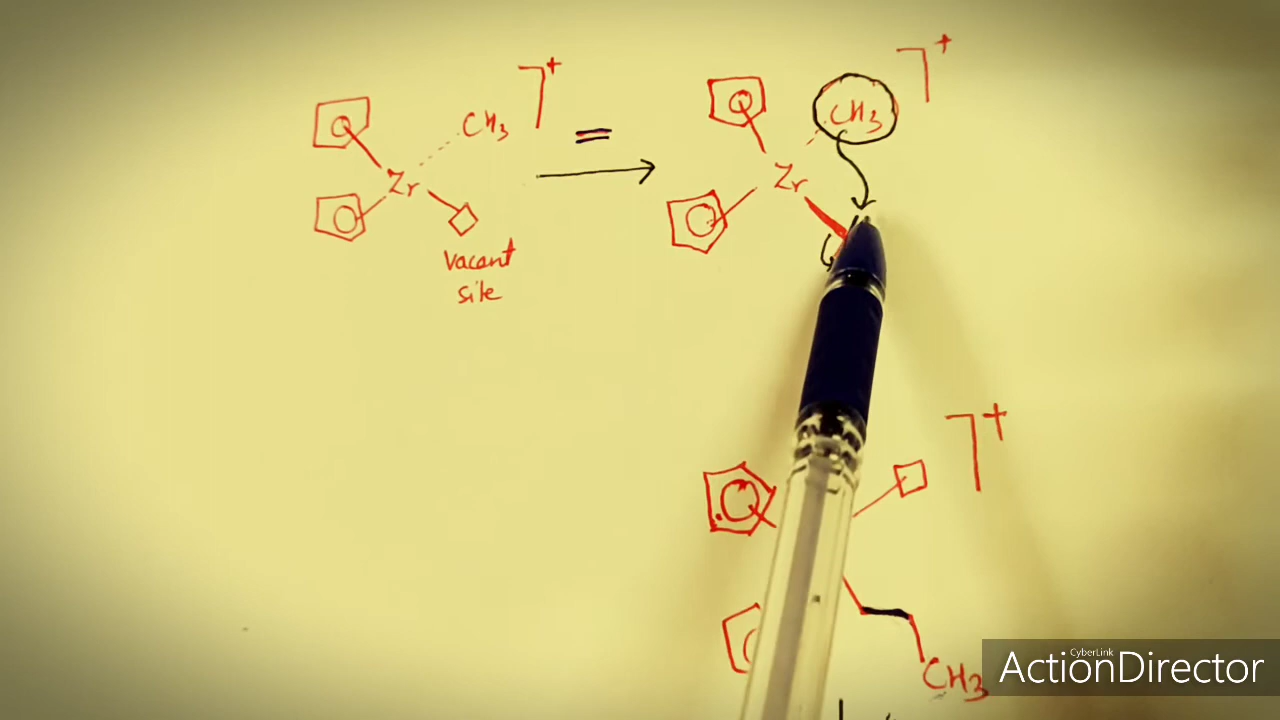 CH3
Zr
]+
vacant
site
=
CH3
Zr
]+
]+
CH3
CyberLink
ActionDirector